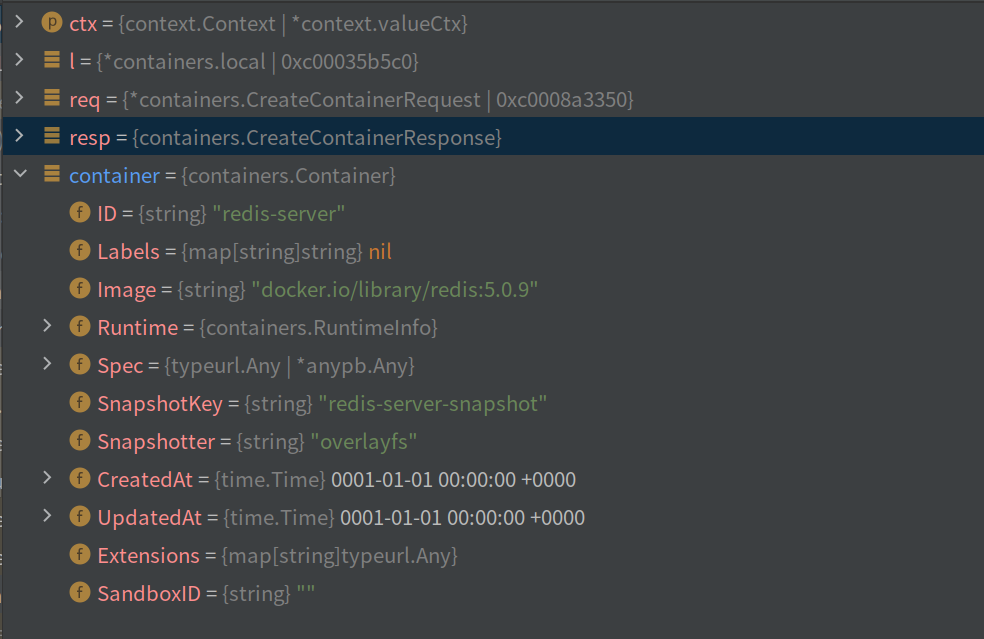 p ctx = {context.Context | *context.valueCtx}
l = {*containers.local | 0xc00035b5c0}
req = {*containers.CreateContainerRequest | 0xc0008a3350}
resp = {containers.CreateContainerResponse}
container = {containers.Container}
f ID = {string} "redis-server"
f Labels = {map[string]string} nil
f Image = {string} "docker.io/library/redis:5.0.9"
f Runtime = {containers.RuntimeInfo}
f Spec = {typeurl.Any | *anypb.Any}
f SnapshotKey = {string} "redis-server-snapshot"
f Snapshotter = {string} "overlayfs"
f CreatedAt = {time.Time} 0001-01-01 00:00:00 +0000
f UpdatedAt = {time.Time} 0001-01-01 00:00:00 +0000
f Extensions = {map[string]typeurl.Any}
f SandboxID = {string} ""